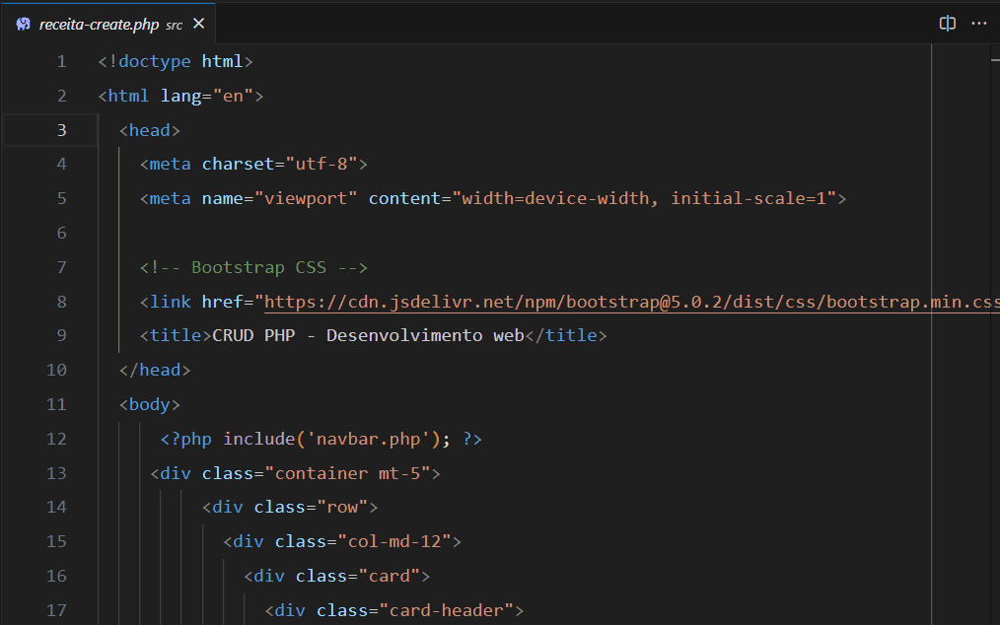 receita-create.php src
1 <!doctype html>
2 <html lang="en">
3 <head>
4 <meta charset="utf-8">
5 <meta name="viewport" content="width=device-width, initial-scale=1">
6
7 <!-- Bootstrap CSS -->
8 <link href="https://cdn.jsdelivr.net/npm/bootstrap@5.0.2/dist/css/bootstrap.min.css
9 <title>CRUD PHP - Desenvolvimento web</title>
10 </head>
11 <body>
12 <?php include('navbar.php'); ?>
13 <div class="container mt-5">
14 <div class="row">
15 <div class="col-md-12">
16 <div class="card">
17 <div class="card-header">